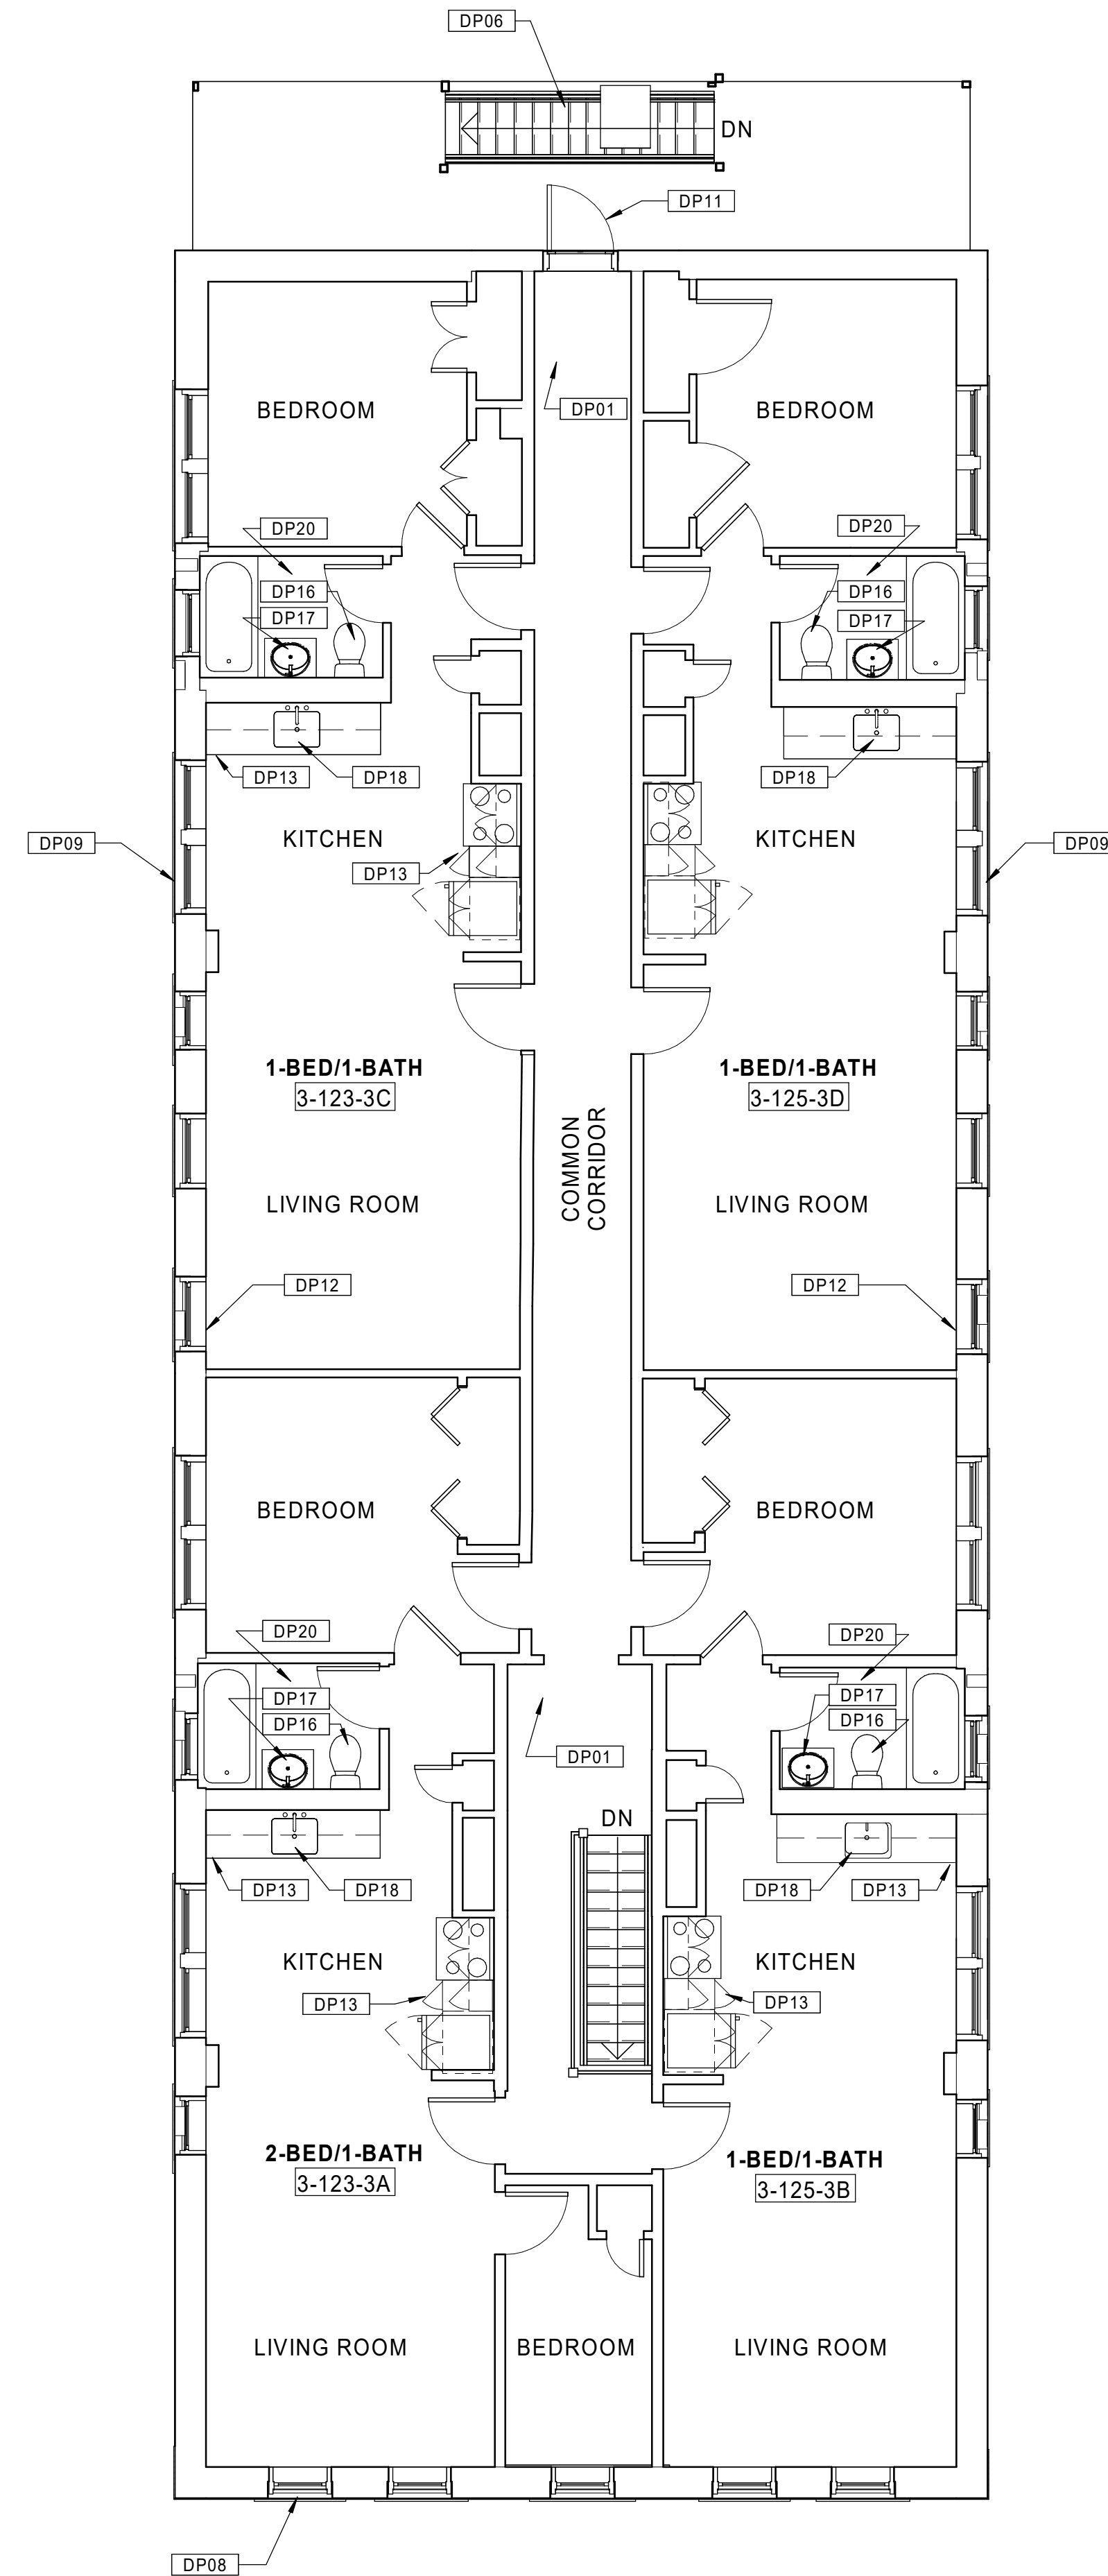 DP06
DN
DP11
BEDROOM
DP01
BEDROOM
DP20
DP20
DP16
DP16
DP17
DP17
DP13
DP18
DP18
KITCHEN
KITCHEN
DP09
DP09
DP13
1-BED/1-BATH
3-123-3C
1-BED/1-BATH
3-125-3D
COMMON
CORRIDOR
LIVING ROOM
LIVING ROOM
DP12
DP12
BEDROOM
BEDROOM
DP20
DP20
DP17
DP17
DP16
DP16
DP01
DN
DP13
DP18
DP18
DP13
KITCHEN
KITCHEN
DP13
DP13
2-BED/1-BATH
3-123-3A
1-BED/1-BATH
3-125-3B
LIVING ROOM
BEDROOM
LIVING ROOM
DP08